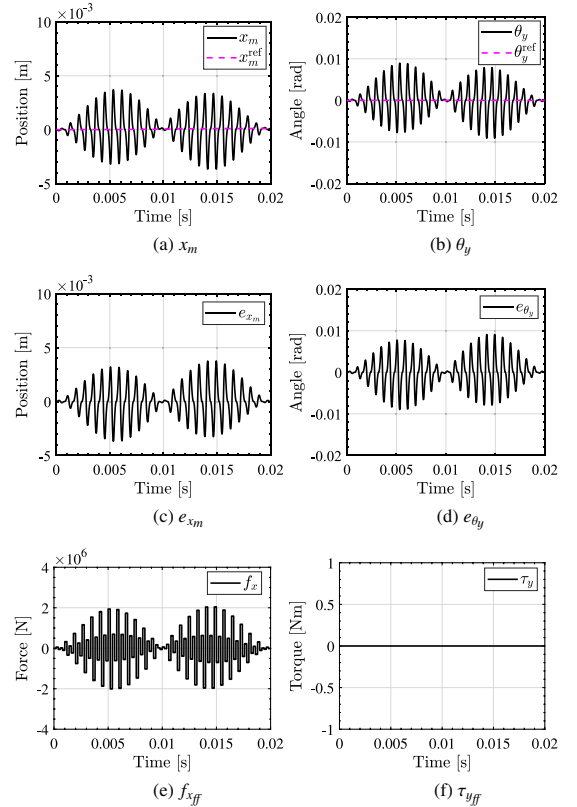 ×10⁻³
10
5
0
-5
Position [m]
x_m
x_m^ref
0 0.005 0.01 0.015 0.02
Time [s]
(a) x_m
0.02
0.01
0
-0.01
-0.02
Angle [rad]
θ_y
θ_y^ref
0 0.005 0.01 0.015 0.02
Time [s]
(b) θ_y
×10⁻³
10
5
0
-5
Position [m]
e_{x_m}
0 0.005 0.01 0.015 0.02
Time [s]
(c) e_{x_m}
0.02
0.01
0
-0.01
-0.02
Angle [rad]
e_{θ_y}
0 0.005 0.01 0.015 0.02
Time [s]
(d) e_{θ_y}
×10⁶
4
2
0
-2
-4
Force [N]
f_x
0 0.005 0.01 0.015 0.02
Time [s]
(e) f_{x_ff}
1
0.5
0
-0.5
-1
Torque [Nm]
τ_y
0 0.005 0.01 0.015 0.02
Time [s]
(f) τ_{y_ff}